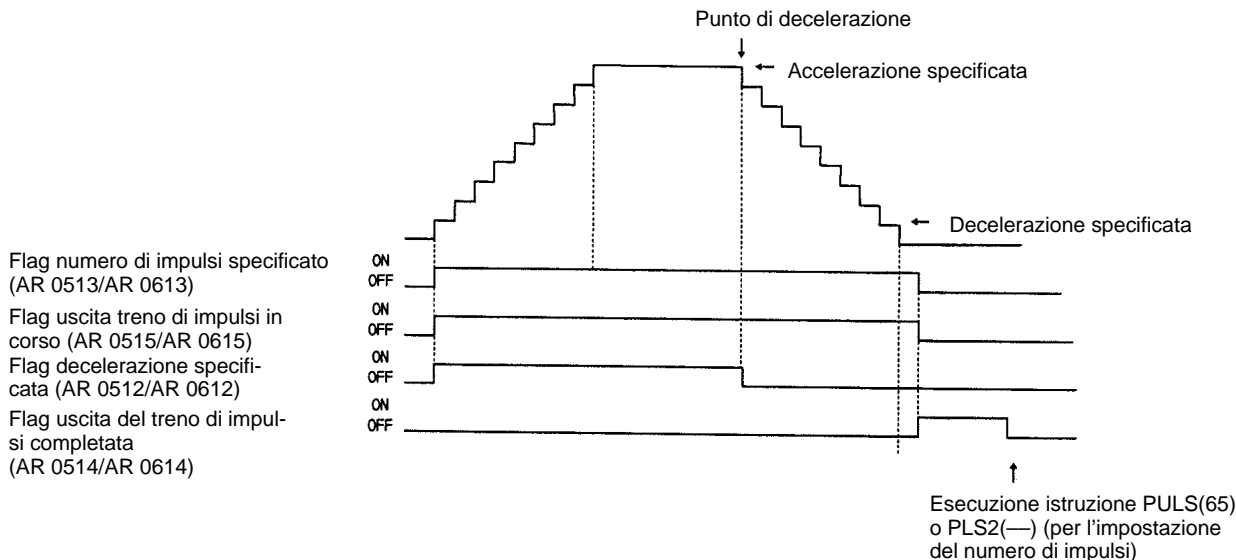 Punto di decelerazione
Accelerazione specificata
Decelerazione specificata
Flag numero di impulsi specificato
(AR 0513/AR 0613)
ON
OFF
Flag uscita treno di impulsi in
corso (AR 0515/AR 0615)
ON
OFF
Flag decelerazione specifi-
cata (AR 0512/AR 0612)
ON
OFF
Flag uscita del treno di impul-
si completata
(AR 0514/AR 0614)
ON
OFF
Esecuzione istruzione PULS(65)
o PLS2(––) (per l'impostazione
del numero di impulsi)